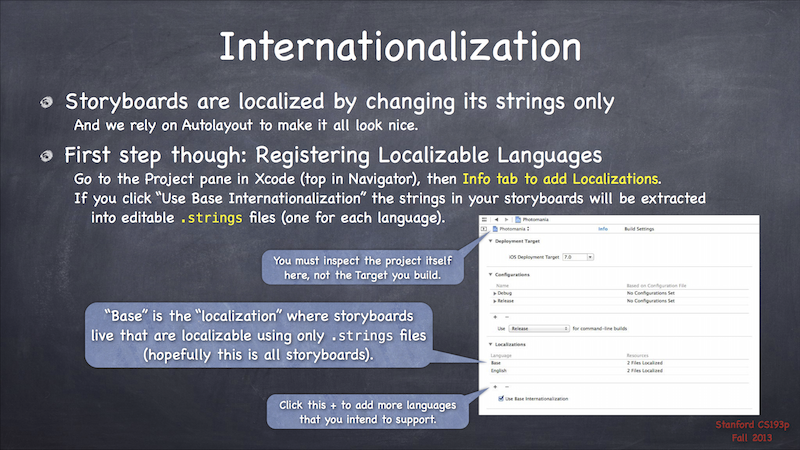 Internationalization
Storyboards are localized by changing its strings only
And we rely on Autolayout to make it all look nice.
First step though: Registering Localizable Languages
Go to the Project pane in Xcode (top in Navigator), then Info tab to add Localizations.
If you click “Use Base Internationalization” the strings in your storyboards will be extracted
into editable .strings files (one for each language).
Photomania
Photomania
Info
Build Settings
You must inspect the project itself
here, not the Target you build.
Deployment Target
iOS Deployment Target 7.0
Configurations
Name
Based on Configuration File
Debug
No Configurations Set
Release
No Configurations Set
+ −
Use Release for command-line builds
“Base” is the “localization” where storyboards
live that are localizable using only .strings files
(hopefully this is all storyboards).
Localizations
Language
Resources
Base
2 Files Localized
English
2 Files Localized
+ −
Use Base Internationalization
Click this + to add more languages
that you intend to support.
Stanford CS193p
Fall 2013